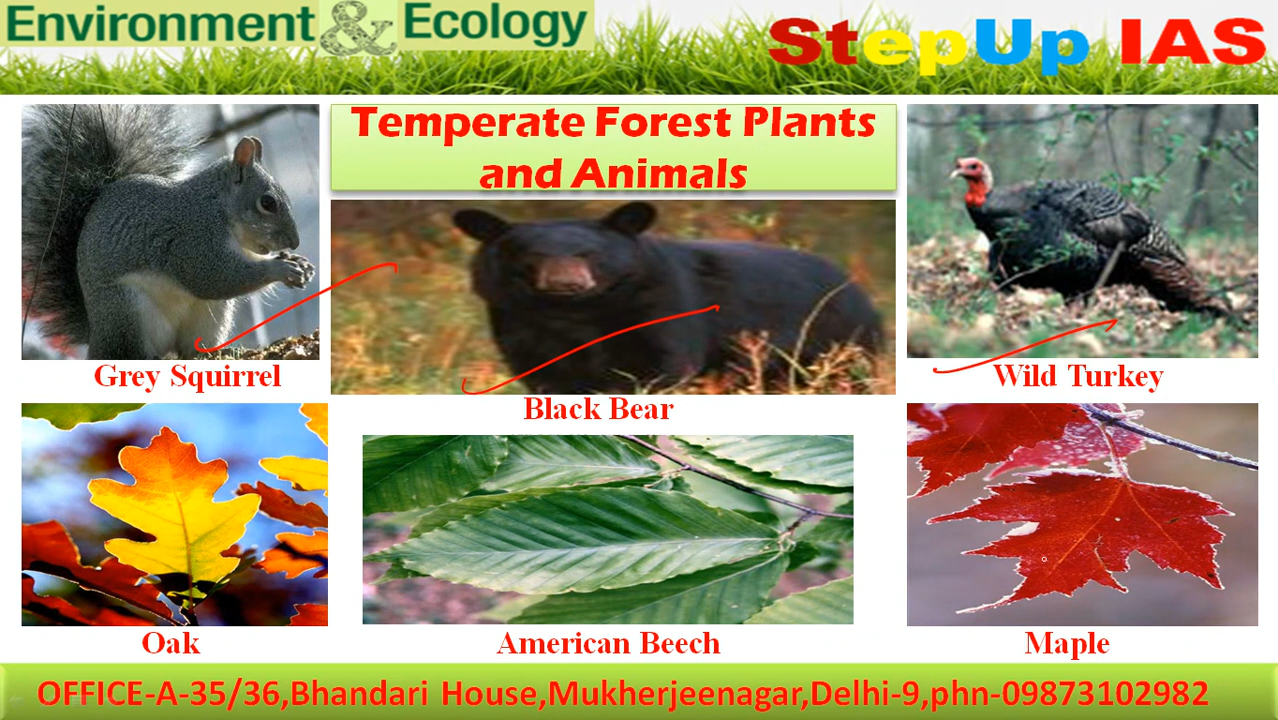 Environment & Ecology
StepUp IAS
Temperate Forest Plants
and Animals
Grey Squirrel
Black Bear
Wild Turkey
Oak
American Beech
Maple
OFFICE-A-35/36,Bhandari House,Mukherjeenagar,Delhi-9,phn-09873102982